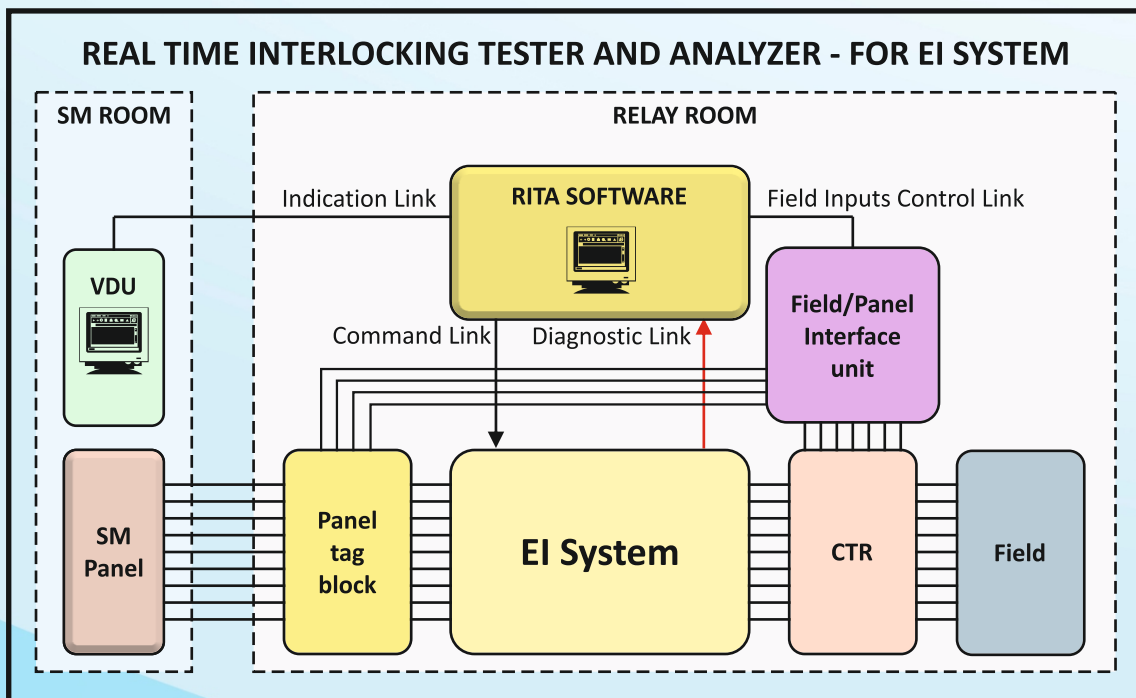 REAL TIME INTERLOCKING TESTER AND ANALYZER - FOR EI SYSTEM
SM ROOM
RELAY ROOM
Indication Link
RITA SOFTWARE
Field Inputs Control Link
VDU
Field/Panel
Interface
unit
Command Link
Diagnostic Link
SM
Panel
Panel
tag
block
EI System
CTR
Field